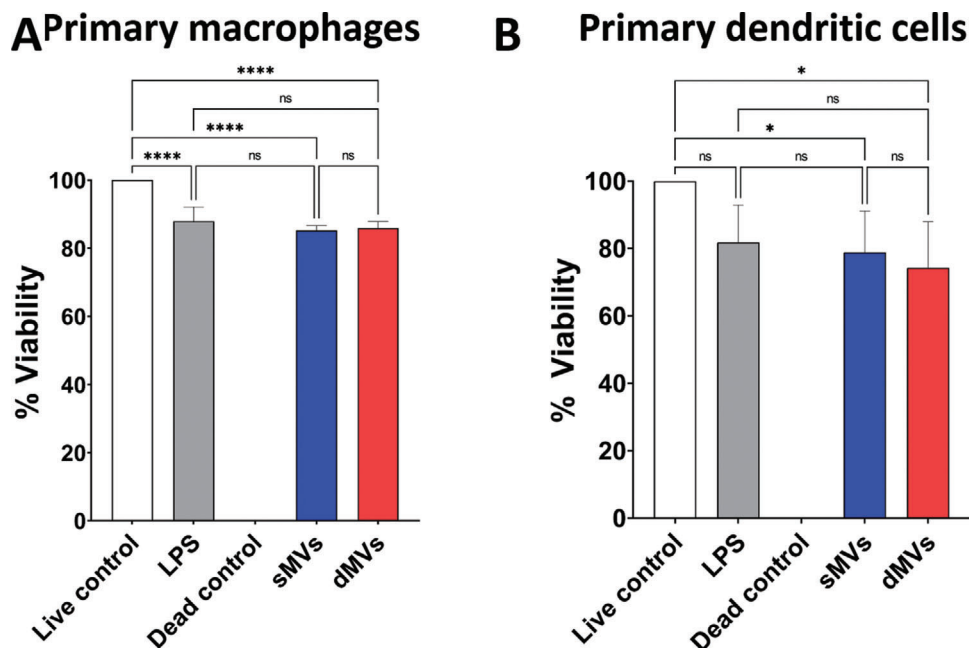 A Primary macrophages
****
ns
****
****
ns
ns
100
80
60
40
20
0
% Viability
Live control
LPS
Dead control
sMVs
dMVs
B Primary dendritic cells
*
ns
*
ns
ns
ns
100
80
60
40
20
0
% Viability
Live control
LPS
Dead control
sMVs
dMVs